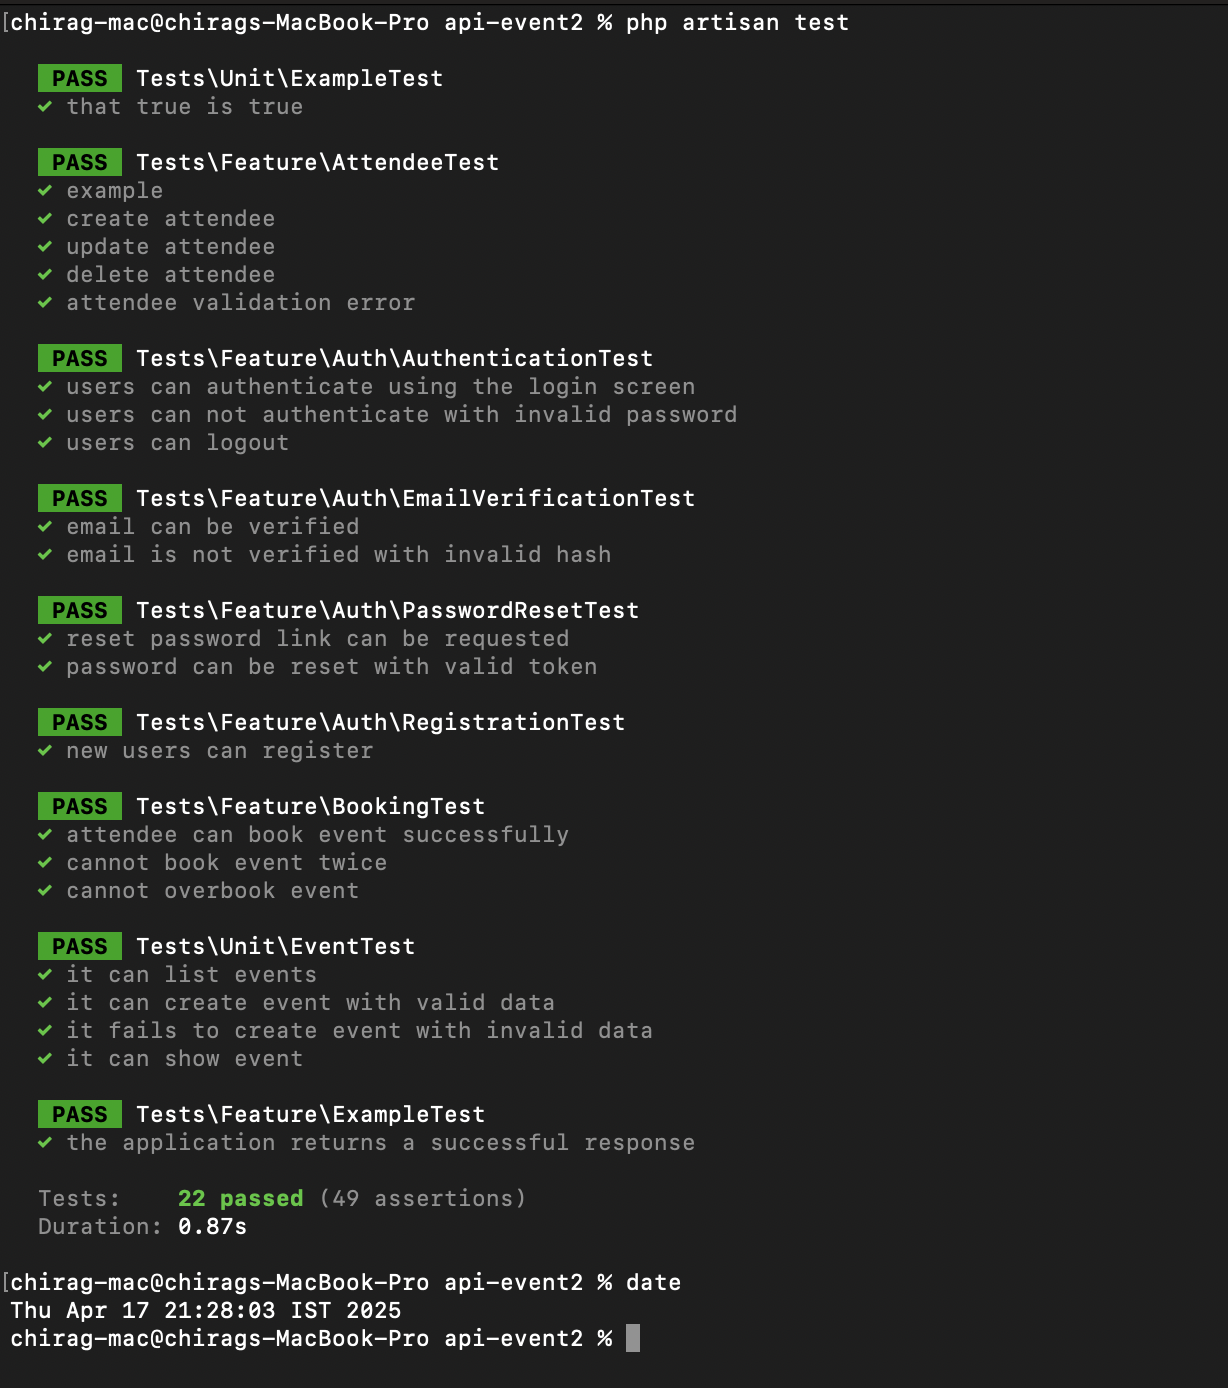 [chirag-mac@chirags-MacBook-Pro api-event2 % php artisan test
PASS Tests\Unit\ExampleTest
✓ that true is true
PASS Tests\Feature\AttendeeTest
✓ example
✓ create attendee
✓ update attendee
✓ delete attendee
✓ attendee validation error
PASS Tests\Feature\Auth\AuthenticationTest
✓ users can authenticate using the login screen
✓ users can not authenticate with invalid password
✓ users can logout
PASS Tests\Feature\Auth\EmailVerificationTest
✓ email can be verified
✓ email is not verified with invalid hash
PASS Tests\Feature\Auth\PasswordResetTest
✓ reset password link can be requested
✓ password can be reset with valid token
PASS Tests\Feature\Auth\RegistrationTest
✓ new users can register
PASS Tests\Feature\BookingTest
✓ attendee can book event successfully
✓ cannot book event twice
✓ cannot overbook event
PASS Tests\Unit\EventTest
✓ it can list events
✓ it can create event with valid data
✓ it fails to create event with invalid data
✓ it can show event
PASS Tests\Feature\ExampleTest
✓ the application returns a successful response
Tests: 22 passed (49 assertions)
Duration: 0.87s
[chirag-mac@chirags-MacBook-Pro api-event2 % date
Thu Apr 17 21:28:03 IST 2025
chirag-mac@chirags-MacBook-Pro api-event2 %